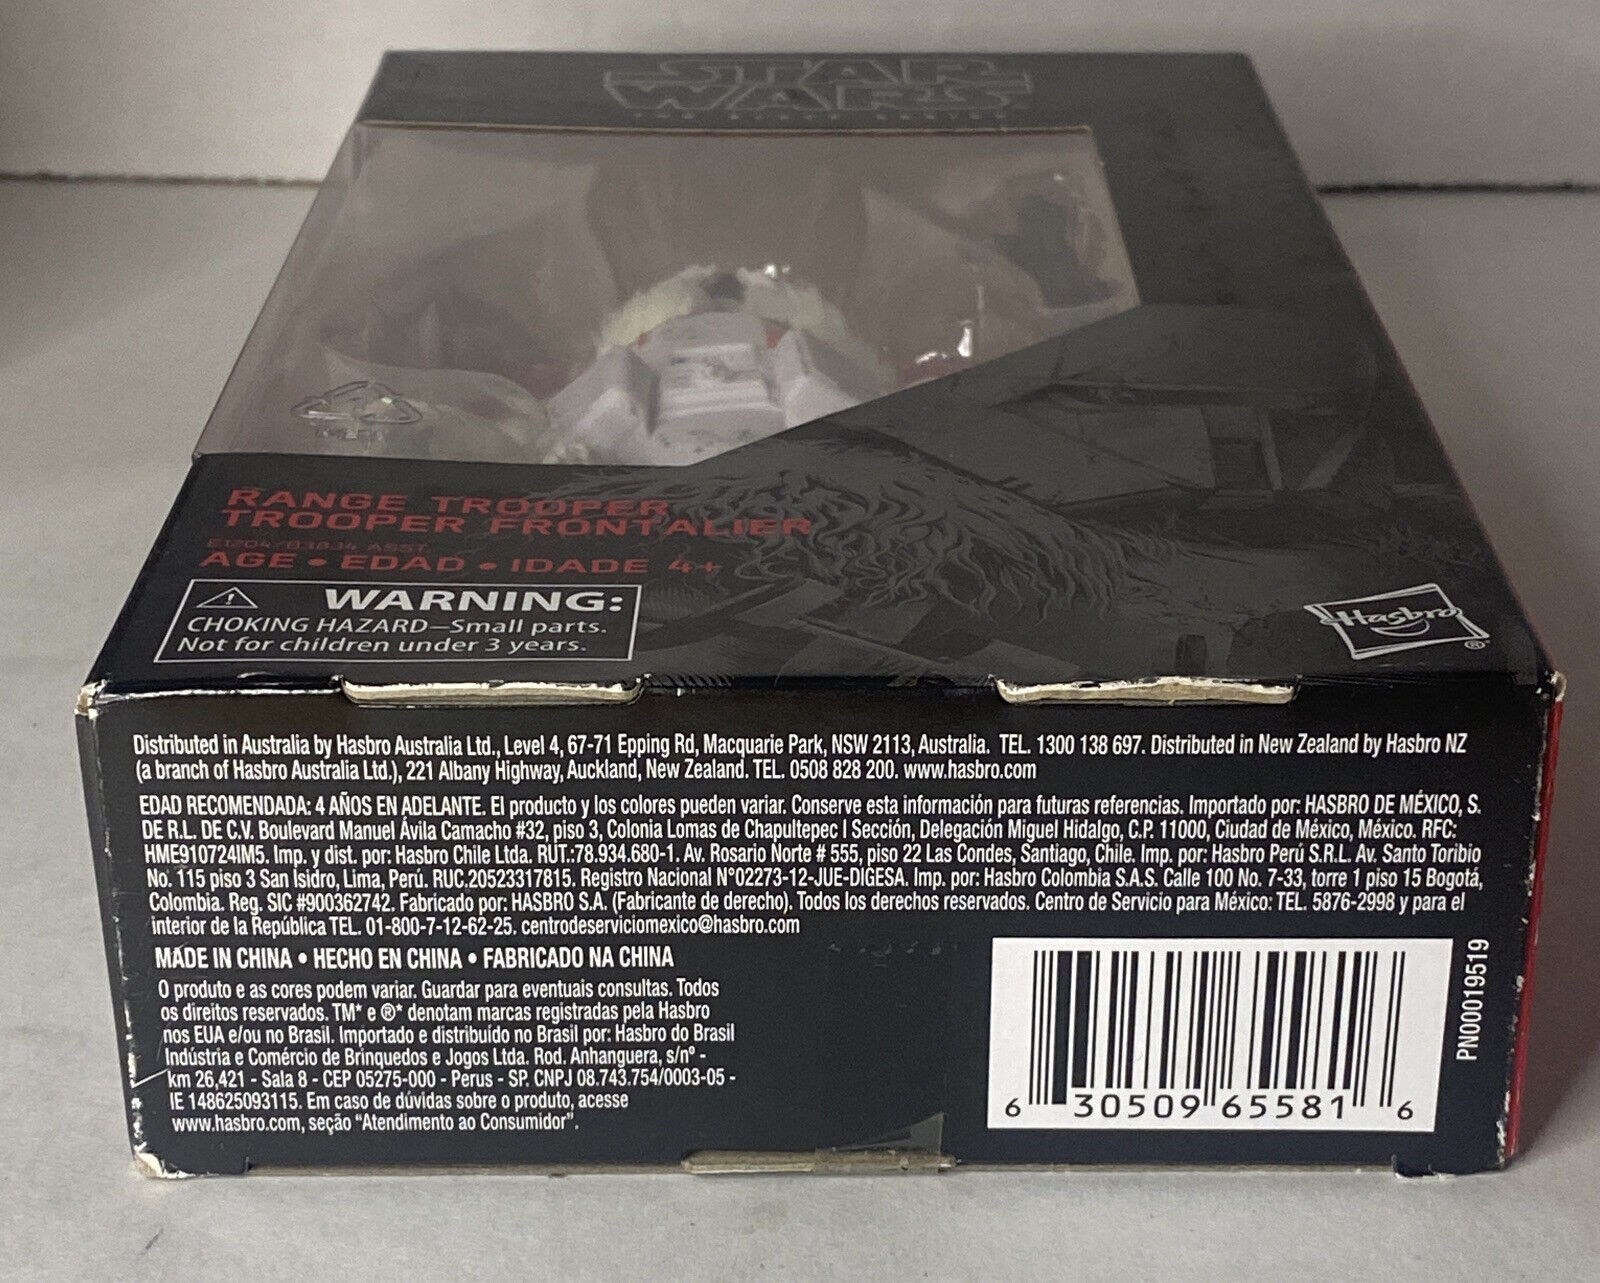 STAR
WARS
THE BLACK SERIES
RANGE TROOPER
TROOPER FRONTALIER
E1204/B3834 ASST.
AGE • EDAD • IDADE 4+
WARNING:
CHOKING HAZARD—Small parts.
Not for children under 3 years.
Hasbro
®
Distributed in Australia by Hasbro Australia Ltd., Level 4, 67-71 Epping Rd, Macquarie Park, NSW 2113, Australia. TEL. 1300 138 697. Distributed in New Zealand by Hasbro NZ
(a branch of Hasbro Australia Ltd.), 221 Albany Highway, Auckland, New Zealand. TEL. 0508 828 200. www.hasbro.com
EDAD RECOMENDADA: 4 AÑOS EN ADELANTE. El producto y los colores pueden variar. Conserve esta información para futuras referencias. Importado por: HASBRO DE MÉXICO, S.
DE R.L. DE C.V. Boulevard Manuel Ávila Camacho #32, piso 3, Colonia Lomas de Chapultepec I Sección, Delegación Miguel Hidalgo, C.P. 11000, Ciudad de México, México. RFC:
HME910724IM5. Imp. y dist. por: Hasbro Chile Ltda. RUT.:78.934.680-1. Av. Rosario Norte # 555, piso 22 Las Condes, Santiago, Chile. Imp. por: Hasbro Perú S.R.L. Av. Santo Toribio
No. 115 piso 3 San Isidro, Lima, Perú. RUC.20523317815. Registro Nacional N°02273-12-JUE-DIGESA. Imp. por: Hasbro Colombia S.A.S. Calle 100 No. 7-33, torre 1 piso 15 Bogotá,
Colombia. Reg. SIC #900362742. Fabricado por: HASBRO S.A. (Fabricante de derecho). Todos los derechos reservados. Centro de Servicio para México: TEL. 5876-2998 y para el
interior de la República TEL. 01-800-7-12-62-25. centrodeserviciomexico@hasbro.com
MADE IN CHINA • HECHO EN CHINA • FABRICADO NA CHINA
O produto e as cores podem variar. Guardar para eventuais consultas. Todos
os direitos reservados. TM* e ®* denotam marcas registradas pela Hasbro
nos EUA e/ou no Brasil. Importado e distribuído no Brasil por: Hasbro do Brasil
Indústria e Comércio de Brinquedos e Jogos Ltda. Rod. Anhanguera, s/nº -
km 26,421 - Sala 8 - CEP 05275-000 - Perus - SP. CNPJ 08.743.754/0003-05 -
IE 148625093115. Em caso de dúvidas sobre o produto, acesse
www.hasbro.com, seção "Atendimento ao Consumidor".
6 30509 65581 6
PN00019519